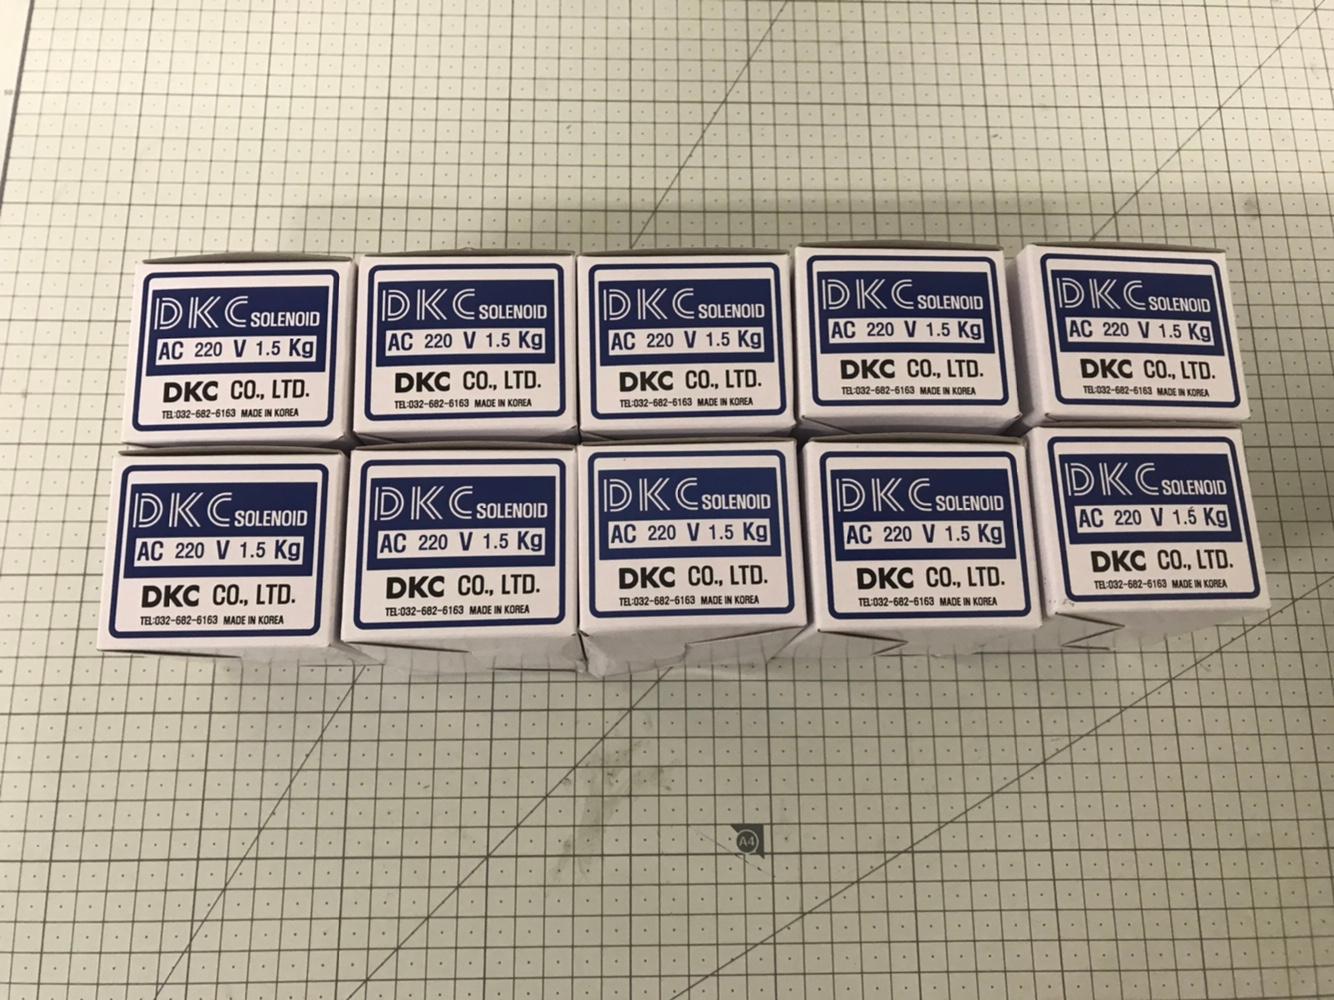 DKC SOLENOID
AC 220 V 1.5 Kg
DKC CO., LTD.
TEL:032-682-6163 MADE IN KOREA
DKC SOLENOID
AC 220 V 1.5 Kg
DKC CO., LTD.
TEL:032-682-6163 MADE IN KOREA
DKC SOLENOID
AC 220 V 1.5 Kg
DKC CO., LTD.
TEL:032-682-6163 MADE IN KOREA
DKC SOLENOID
AC 220 V 1.5 Kg
DKC CO., LTD.
TEL:032-682-6163 MADE IN KOREA
DKC SOLENOID
AC 220 V 1.5 Kg
DKC CO., LTD.
TEL:032-682-6163 MADE IN KOREA
DKC SOLENOID
AC 220 V 1.5 Kg
DKC CO., LTD.
TEL:032-682-6163 MADE IN KOREA
DKC SOLENOID
AC 220 V 1.5 Kg
DKC CO., LTD.
TEL:032-682-6163 MADE IN KOREA
DKC SOLENOID
AC 220 V 1.5 Kg
DKC CO., LTD.
TEL:032-682-6163 MADE IN KOREA
DKC SOLENOID
AC 220 V 1.5 Kg
DKC CO., LTD.
TEL:032-682-6163 MADE IN KOREA
DKC SOLENOID
AC 220 V 1.5 Kg
DKC CO., LTD.
TEL:032-682-6163 MADE IN KOREA
A4